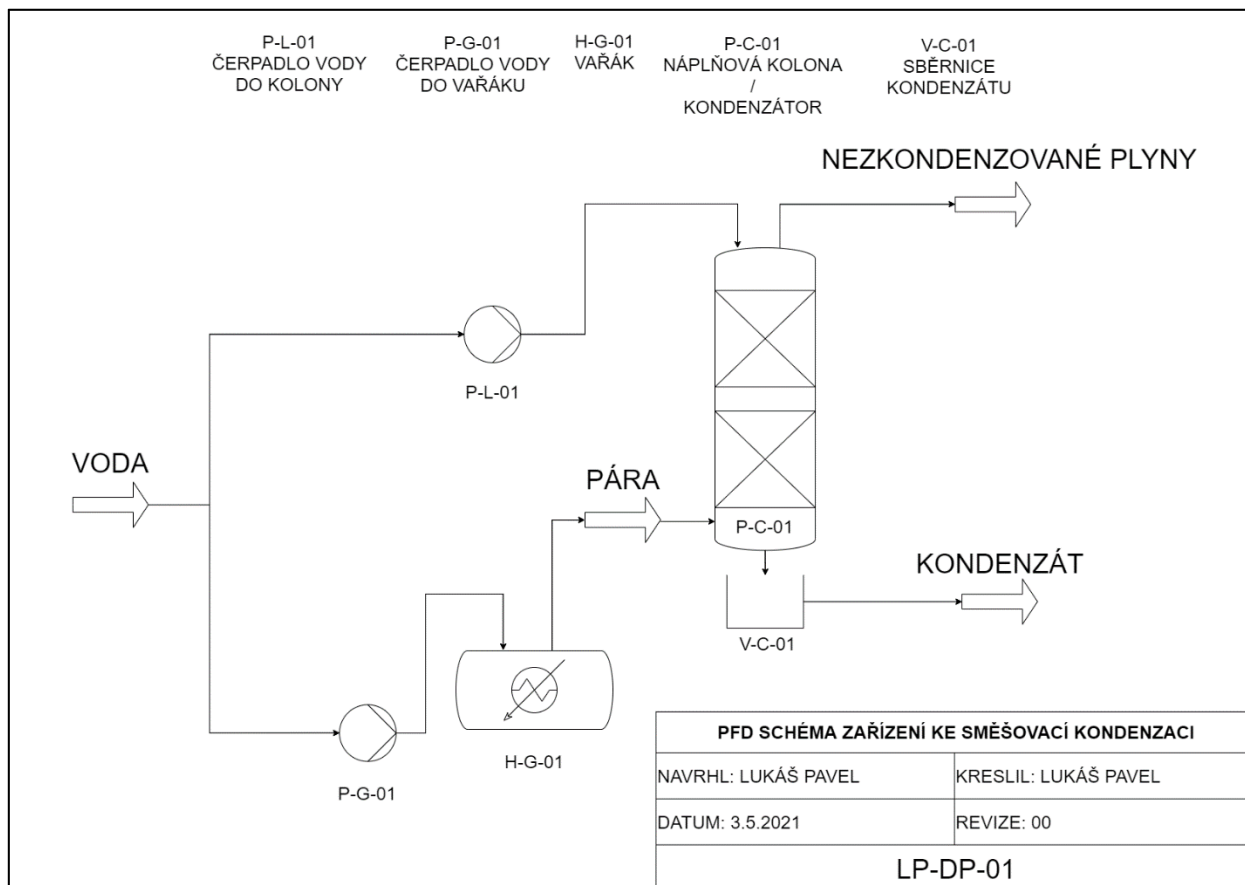 P-L-01
ČERPADLO VODY
DO KOLONY
P-G-01
ČERPADLO VODY
DO VAŘÁKU
H-G-01
VAŘÁK
P-C-01
NÁPLŇOVÁ KOLONA
/
KONDENZÁTOR
V-C-01
SBĚRNICE
KONDENZÁTU
NEZKONDENZOVANÉ PLYNY
P-L-01
VODA
PÁRA
P-C-01
KONDENZÁT
V-C-01
H-G-01
P-G-01
PFD SCHÉMA ZAŘÍZENÍ KE SMĚŠOVACÍ KONDENZACI
NAVRHL: LUKÁŠ PAVEL
KRESLIL: LUKÁŠ PAVEL
DATUM: 3.5.2021
REVIZE: 00
LP-DP-01